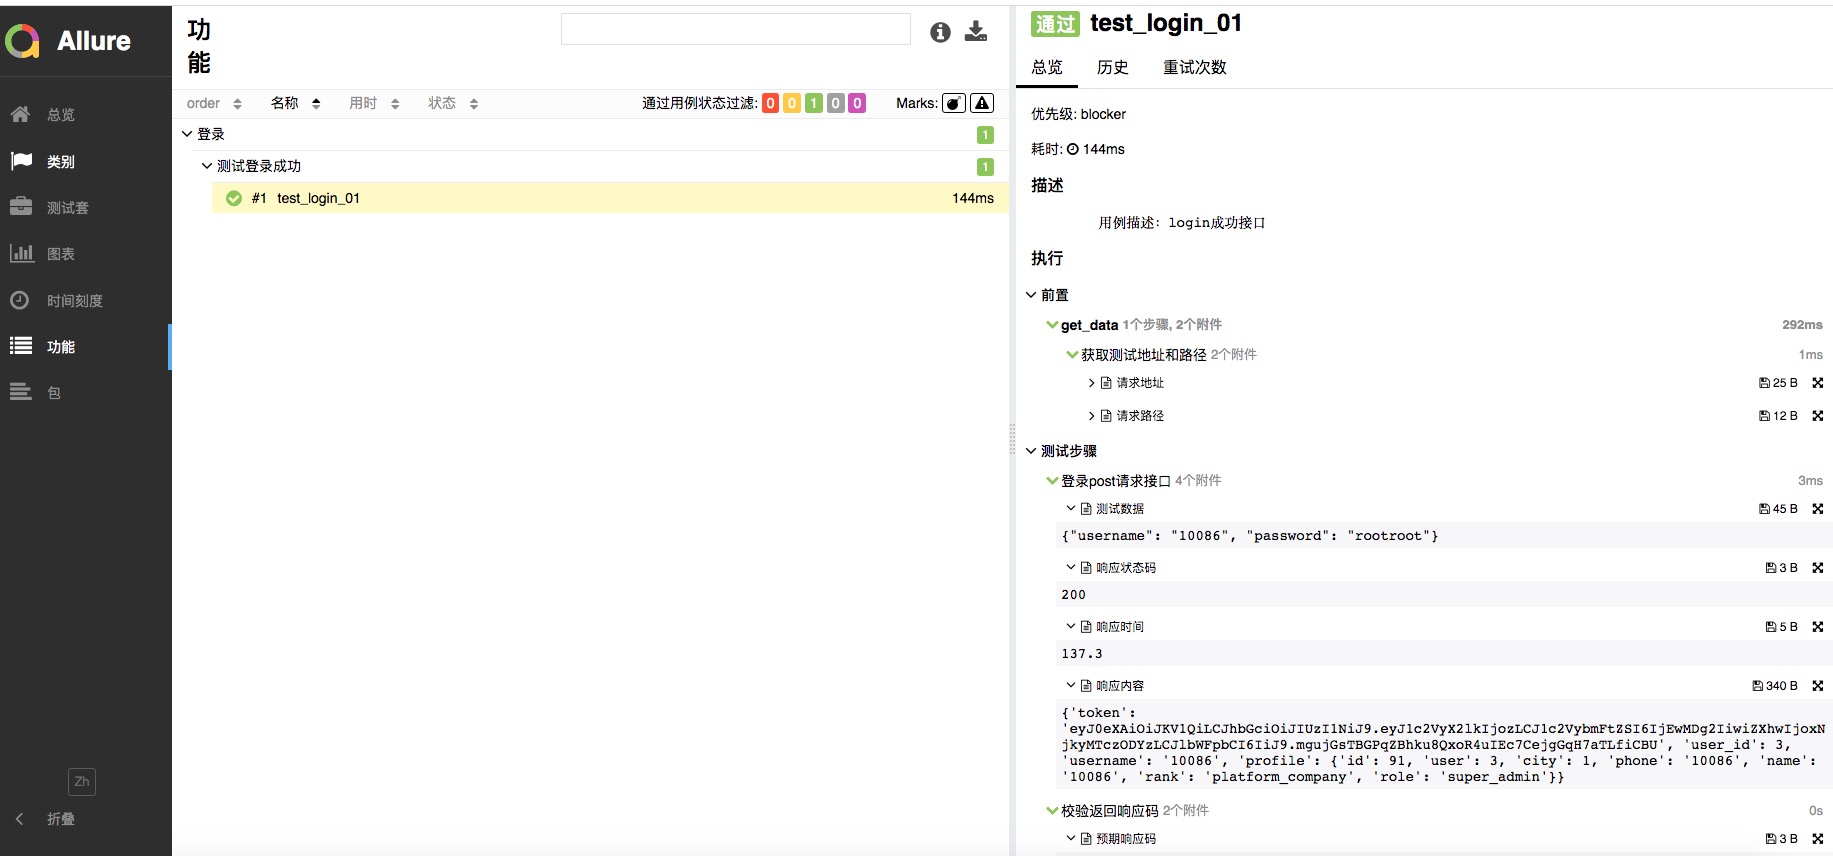 Allure
总览
类别
测试套
图表
时间刻度
功能
包
Zh
折叠
功
能
order 名称 用时 状态 通过用例状态过滤: 0 0 1 0 0 Marks:
登录 1
测试登录成功 1
#1 test_login_01 144ms
通过 test_login_01
总览 历史 重试次数
优先级: blocker
耗时: 144ms
描述
用例描述: login成功接口
执行
前置
get_data 1个步骤, 2个附件 292ms
获取测试地址和路径 2个附件 1ms
请求地址 25 B
请求路径 12 B
测试步骤
登录post请求接口 4个附件 3ms
测试数据 45 B
{"username": "10086", "password": "rootroot"}
响应状态码 3 B
200
响应时间 5 B
137.3
响应内容 340 B
{'token':
'eyJ0eXAiOiJKV1QiLCJhbGciOiJIUzI1NiJ9.eyJ1c2VyX2lkIjozLCJ1c2VybmFtZSI6IjEwMDg2IiwiZXhwIjoxN
jkyMTczODYzLCJlbWFpbCI6IiJ9.mgujGsTBGPqZBhku8QxoR4uIEc7CejgGqH7aTLfiCBU', 'user_id': 3,
'username': '10086', 'profile': {'id': 91, 'user': 3, 'city': 1, 'phone': '10086', 'name':
'10086', 'rank': 'platform_company', 'role': 'super_admin'}}
校验返回响应码 2个附件 0s
预期响应码 3 B